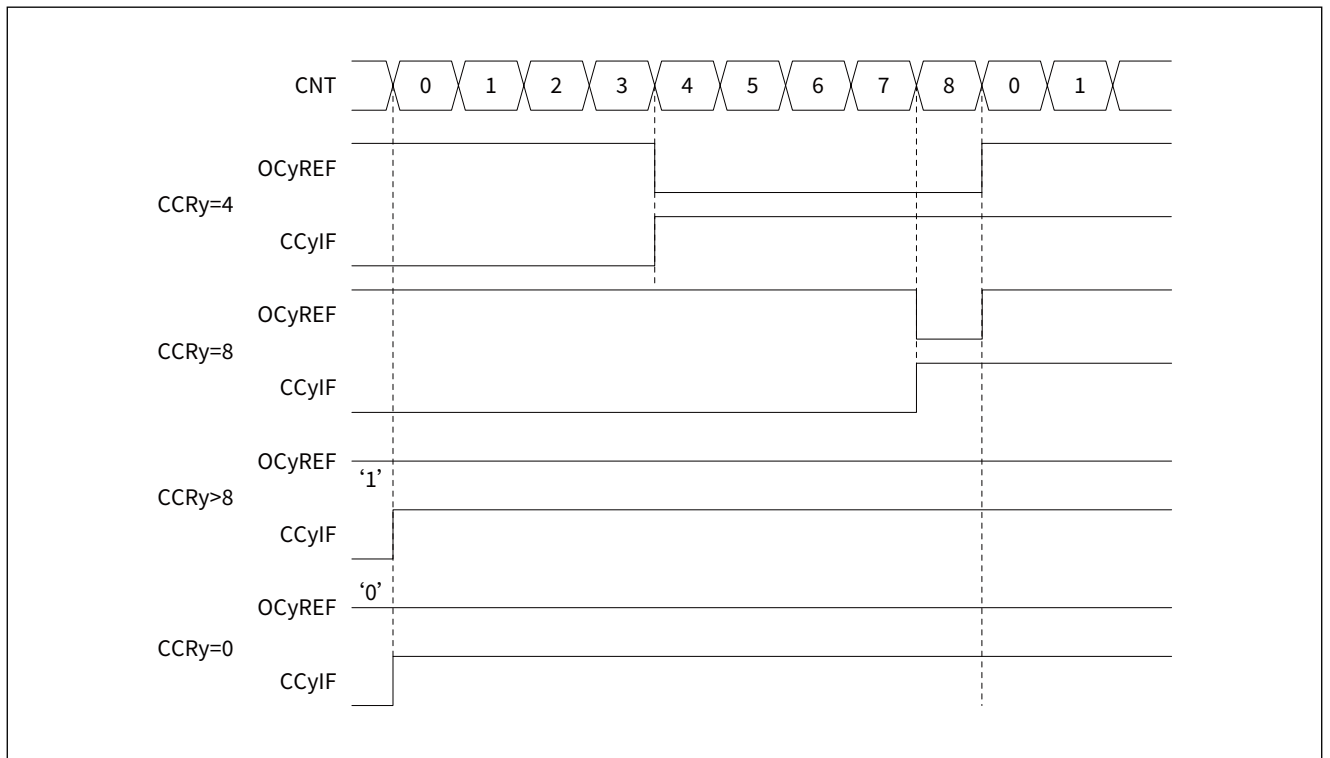 CNT 0 1 2 3 4 5 6 7 8 0 1
OCyREF
CCRy=4
CCyIF
OCyREF
CCRy=8
CCyIF
OCyREF
‘1’
CCRy>8
CCyIF
‘0’
OCyREF
CCRy=0
CCyIF